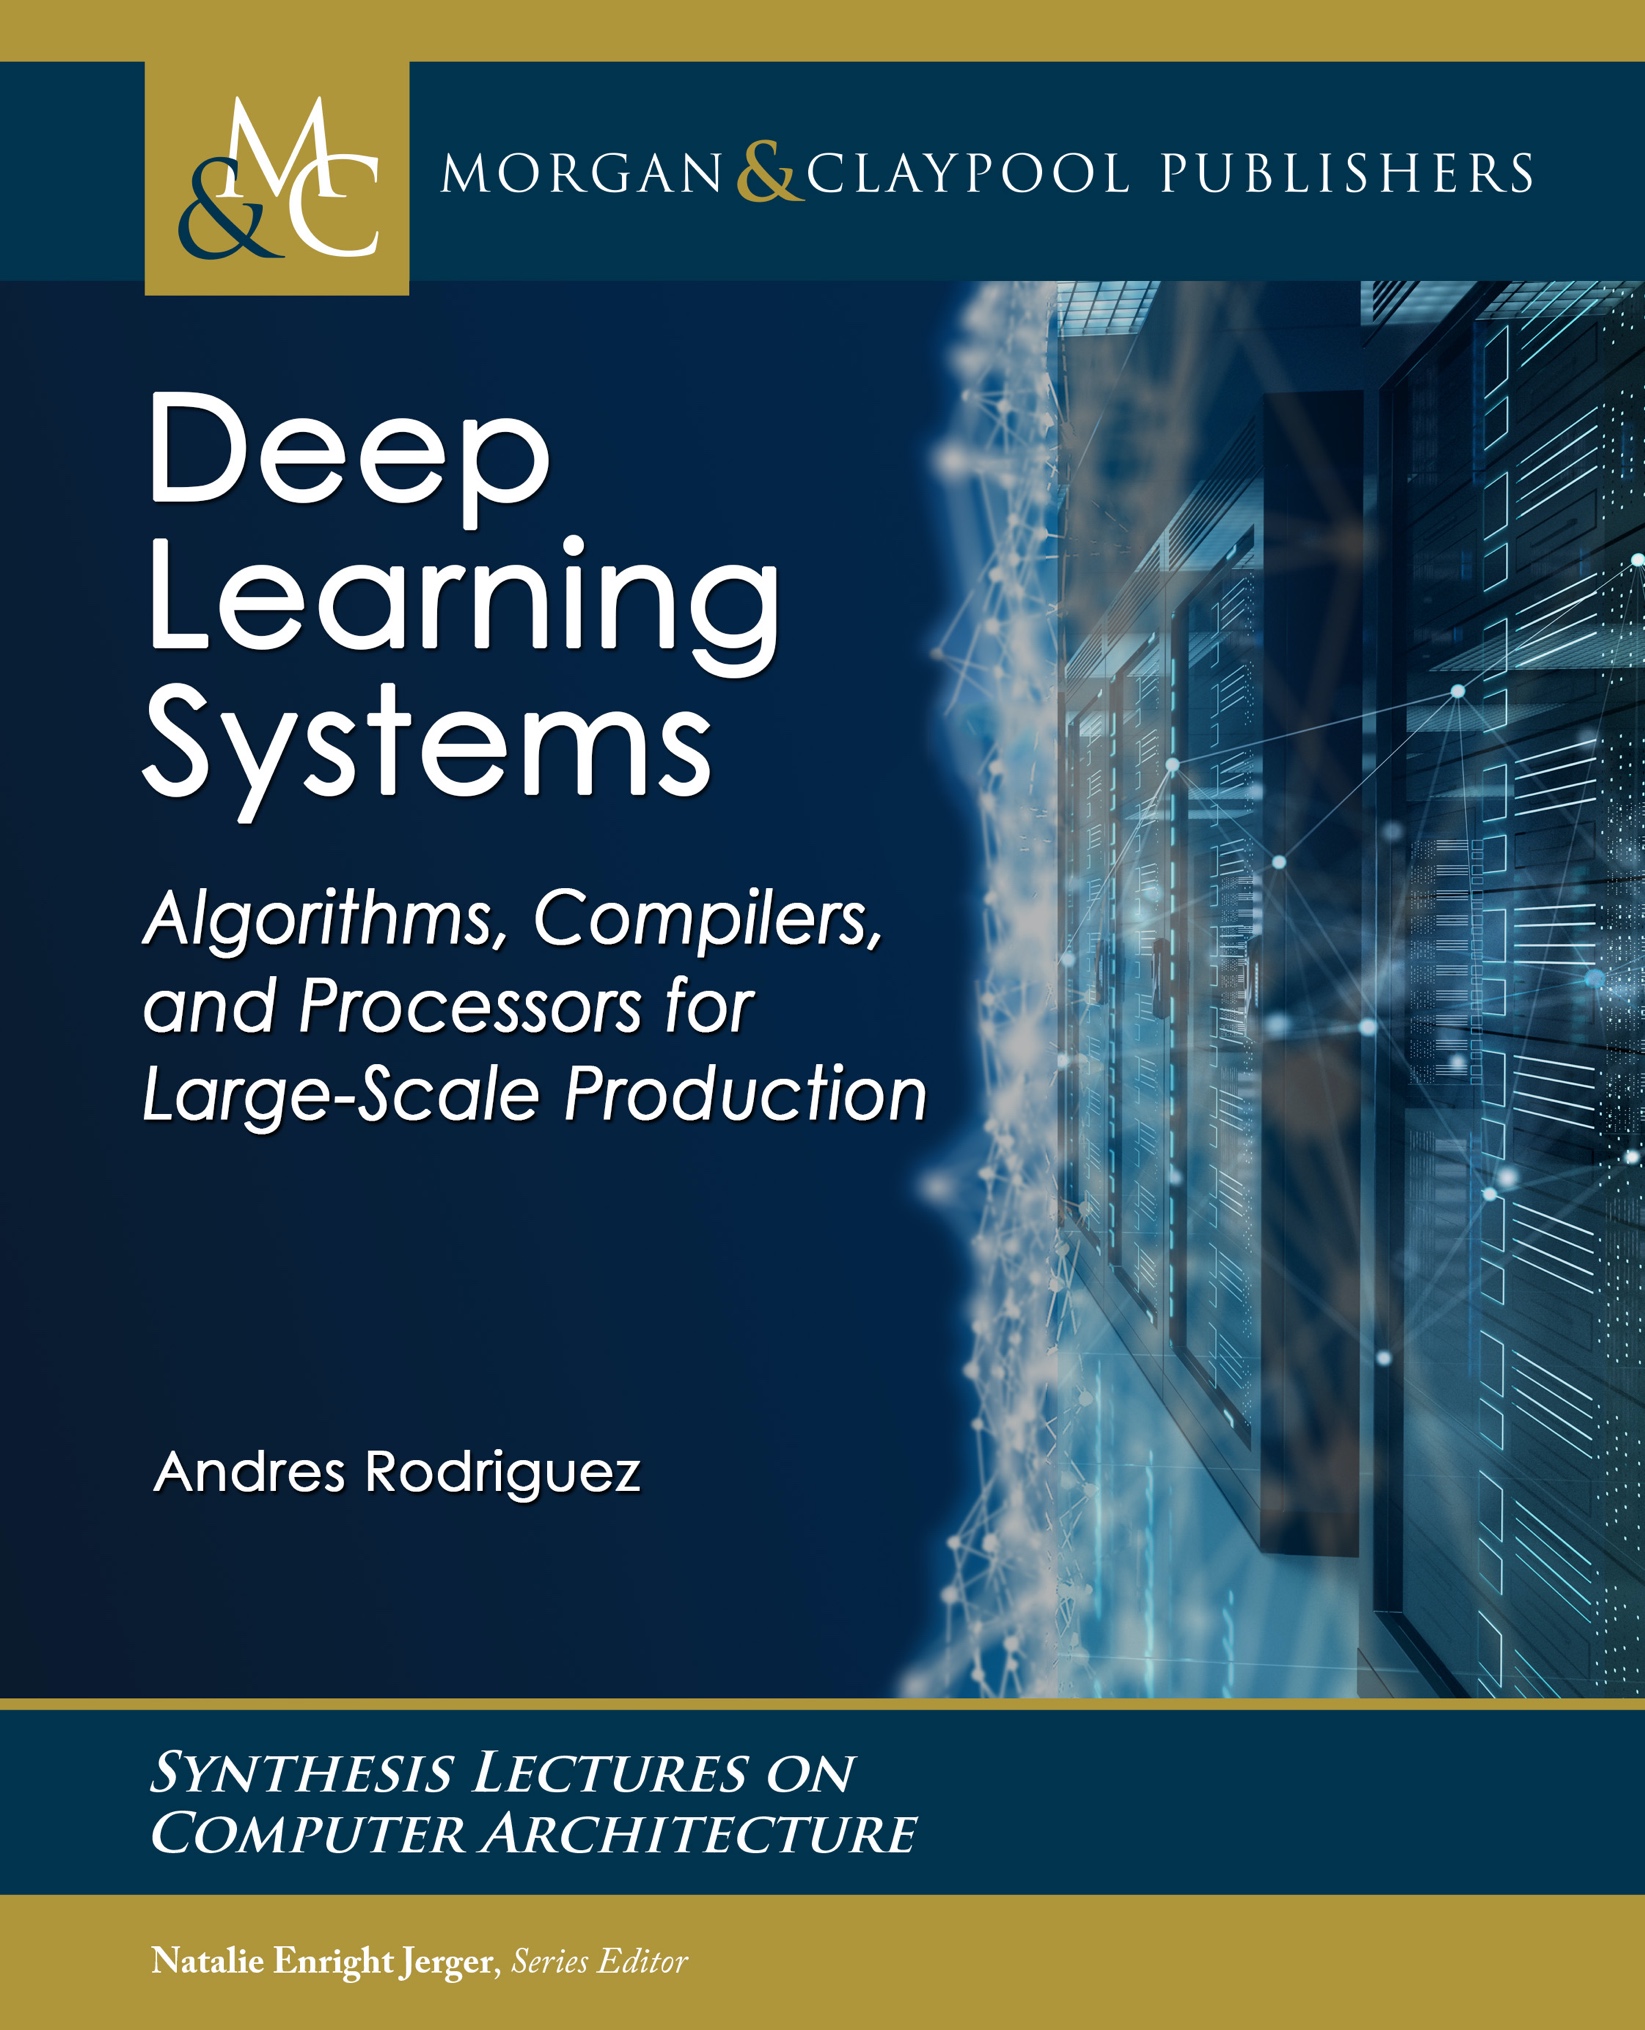 M&C
MORGAN & CLAYPOOL PUBLISHERS
Deep
Learning
Systems
Algorithms, Compilers,
and Processors for
Large-Scale Production
Andres Rodriguez
SYNTHESIS LECTURES ON
COMPUTER ARCHITECTURE
Natalie Enright Jerger, Series Editor